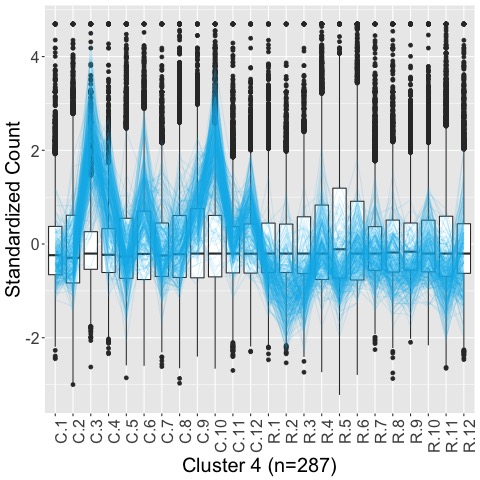 Standardized Count
4
2
0
-2
C.1
C.2
C.3
C.4
C.5
C.6
C.7
C.8
C.9
C.10
C.11
C.12
R.1
R.2
R.3
R.4
R.5
R.6
R.7
R.8
R.9
R.10
R.11
R.12
Cluster 4 (n=287)